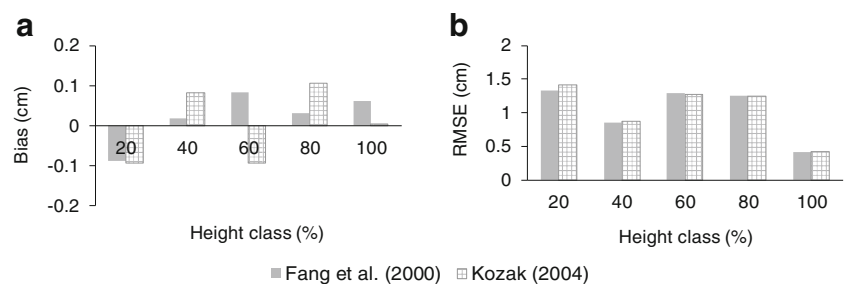 a
0.2
0.1
0
-0.1
-0.2
Bias (cm)
20 40 60 80 100
Height class (%)
b
2
1.5
1
0.5
0
RMSE (cm)
20 40 60 80 100
Height class (%)
Fang et al. (2000) Kozak (2004)